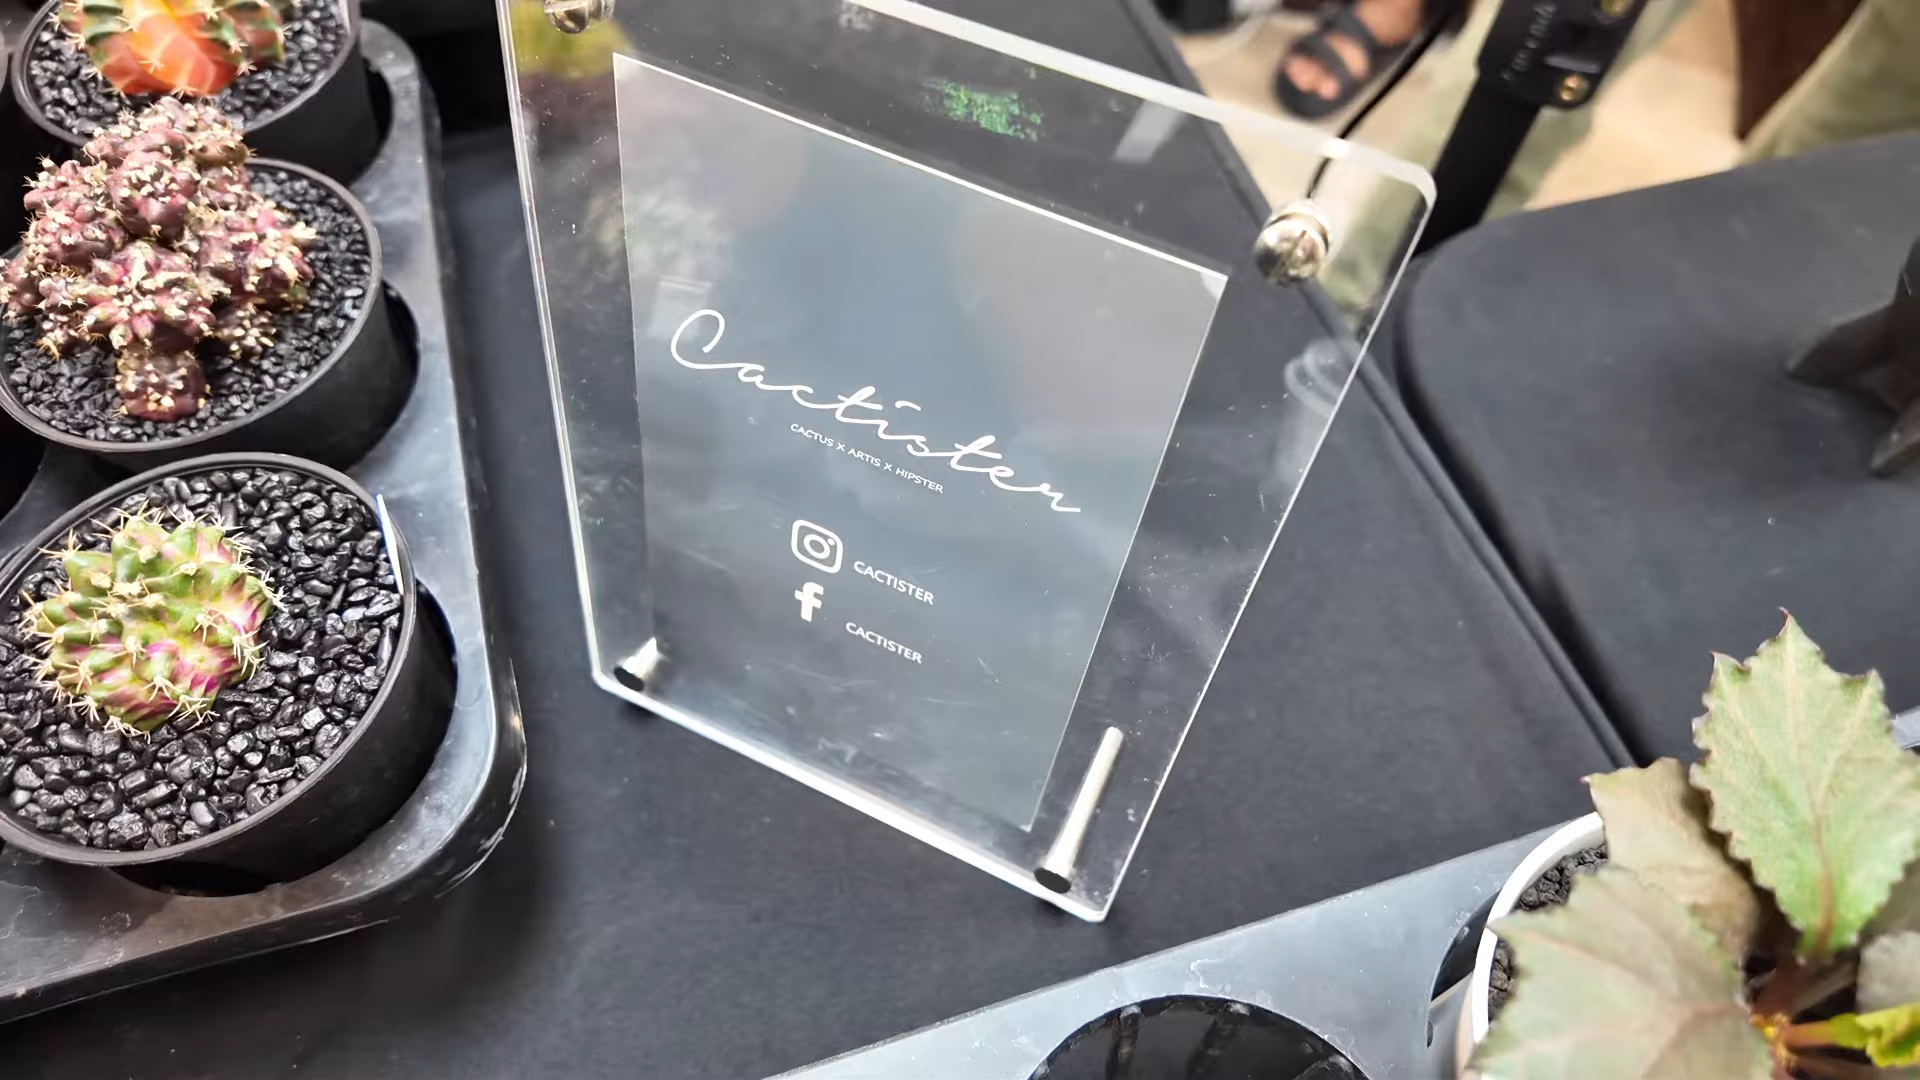 Cactister
CACTUS X ARTIS X HIPSTER
CACTISTER
CACTISTER